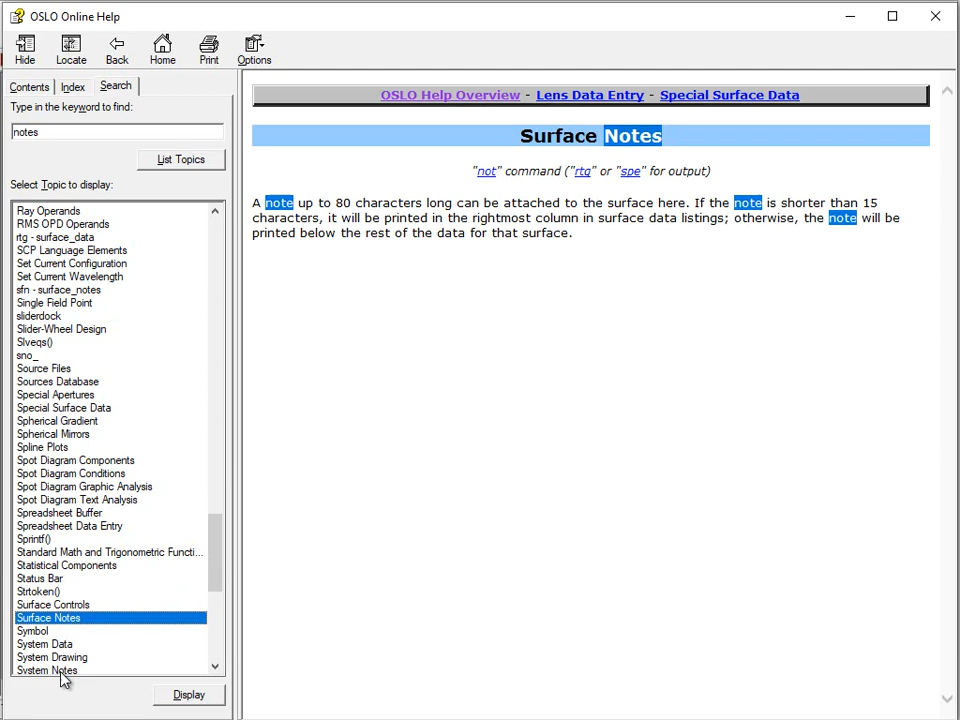 OSLO Online Help
Hide Locate Back Home Print Options
Contents Index Search
Type in the keyword to find:
notes
List Topics
Select Topic to display:
Ray Operands
RMS OPD Operands
rtg - surface_data
SCP Language Elements
Set Current Configuration
Set Current Wavelength
sfn - surface_notes
Single Field Point
sliderdock
Slider-Wheel Design
Slveqs()
sno_
Source Files
Sources Database
Special Apertures
Special Surface Data
Spherical Gradient
Spherical Mirrors
Spline Plots
Spot Diagram Components
Spot Diagram Conditions
Spot Diagram Graphic Analysis
Spot Diagram Text Analysis
Spreadsheet Buffer
Spreadsheet Data Entry
Sprintf()
Standard Math and Trigonometric Functi...
Statistical Components
Status Bar
Strtoken()
Surface Controls
Surface Notes
Symbol
System Data
System Drawing
System Notes
Display
OSLO Help Overview - Lens Data Entry - Special Surface Data
Surface Notes
"not" command ("rtg" or "spe" for output)
A note up to 80 characters long can be attached to the surface here. If the note is shorter than 15
characters, it will be printed in the rightmost column in surface data listings; otherwise, the note will be
printed below the rest of the data for that surface.